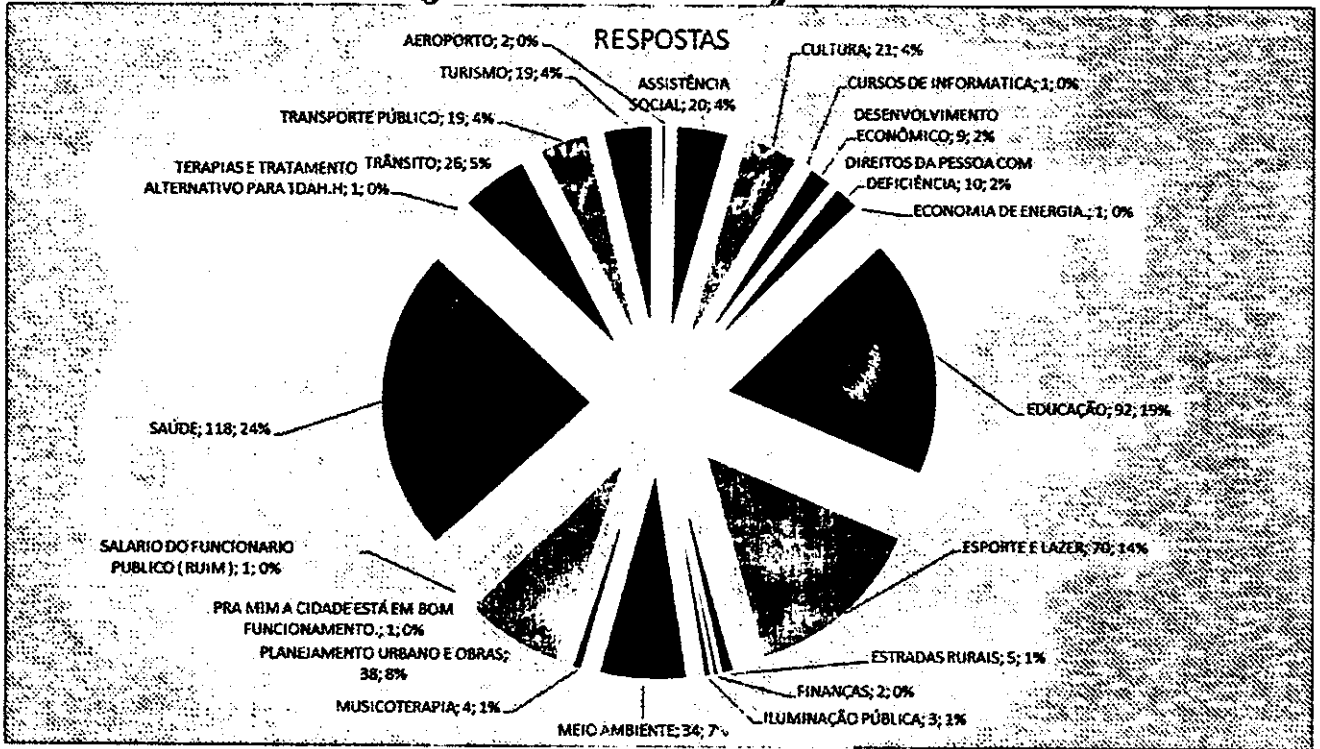 RESPOSTAS
AEROPORTO; 2; 0%
TURISMO; 19; 4%
TRANSPORTE PÚBLICO; 19; 4%
TRÂNSITO; 26; 5%
TERAPIAS E TRATAMENTO
ALTERNATIVO PARA TDAH.H; 1; 0%
SAÚDE; 118; 24%
SALARIO DO FUNCIONARIO
PUBLICO ( RUIM ); 1; 0%
PRA MIM A CIDADE ESTÁ EM BOM
FUNCIONAMENTO.; 1; 0%
PLANEJAMENTO URBANO E OBRAS;
38; 8%
MUSICOTERAPIA; 4; 1%
MEIO AMBIENTE; 34; 7%
ASSISTÊNCIA
SOCIAL; 20; 4%
CULTURA; 21; 4%
CURSOS DE INFORMATICA; 1; 0%
DESENVOLVIMENTO
ECONÔMICO; 9; 2%
DIREITOS DA PESSOA COM
DEFICIÊNCIA; 10; 2%
ECONOMIA DE ENERGIA.; 1; 0%
EDUCAÇÃO; 92; 19%
ESPORTE E LAZER; 70; 14%
ESTRADAS RURAIS; 5; 1%
FINANÇAS; 2; 0%
ILUMINAÇÃO PÚBLICA; 3; 1%